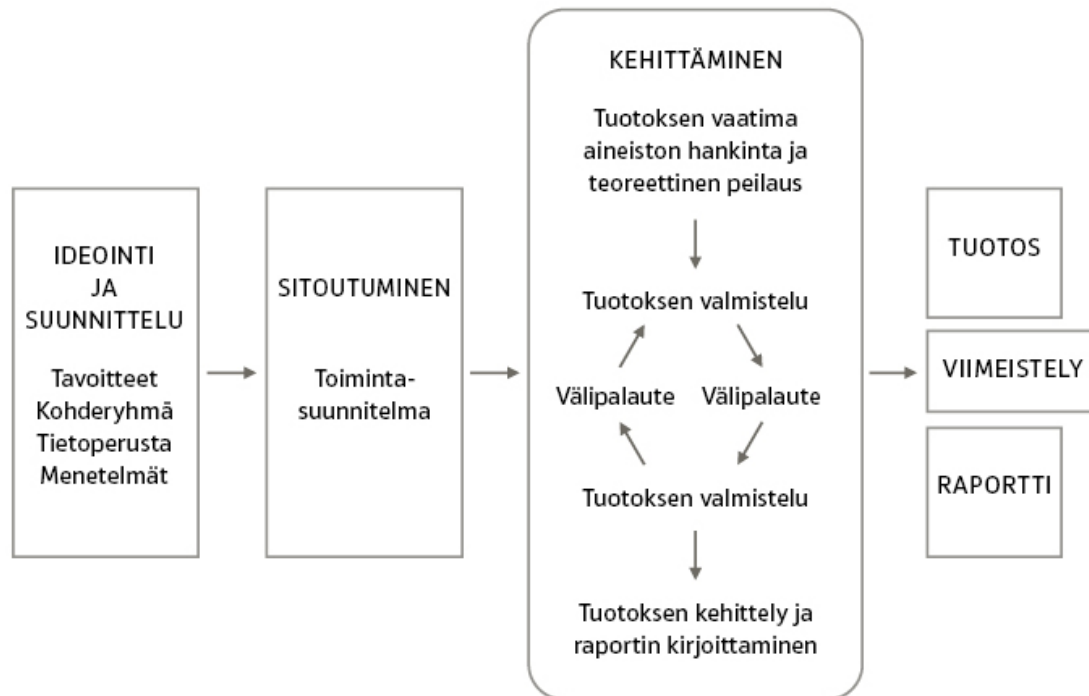 IDEOINTI
JA
SUUNNITTELU
Tavoitteet
Kohderyhmä
Tietoperusta
Menetelmät
SITOUTUMINEN
Toiminta-
suunnitelma
KEHITTÄMINEN
Tuotoksen vaatima
aineiston hankinta ja
teoreettinen peilaus
Tuotoksen valmistelu
Välipalaute Välipalaute
Tuotoksen valmistelu
Tuotoksen kehittely ja
raportin kirjoittaminen
TUOTOS
VIIMEISTELY
RAPORTTI